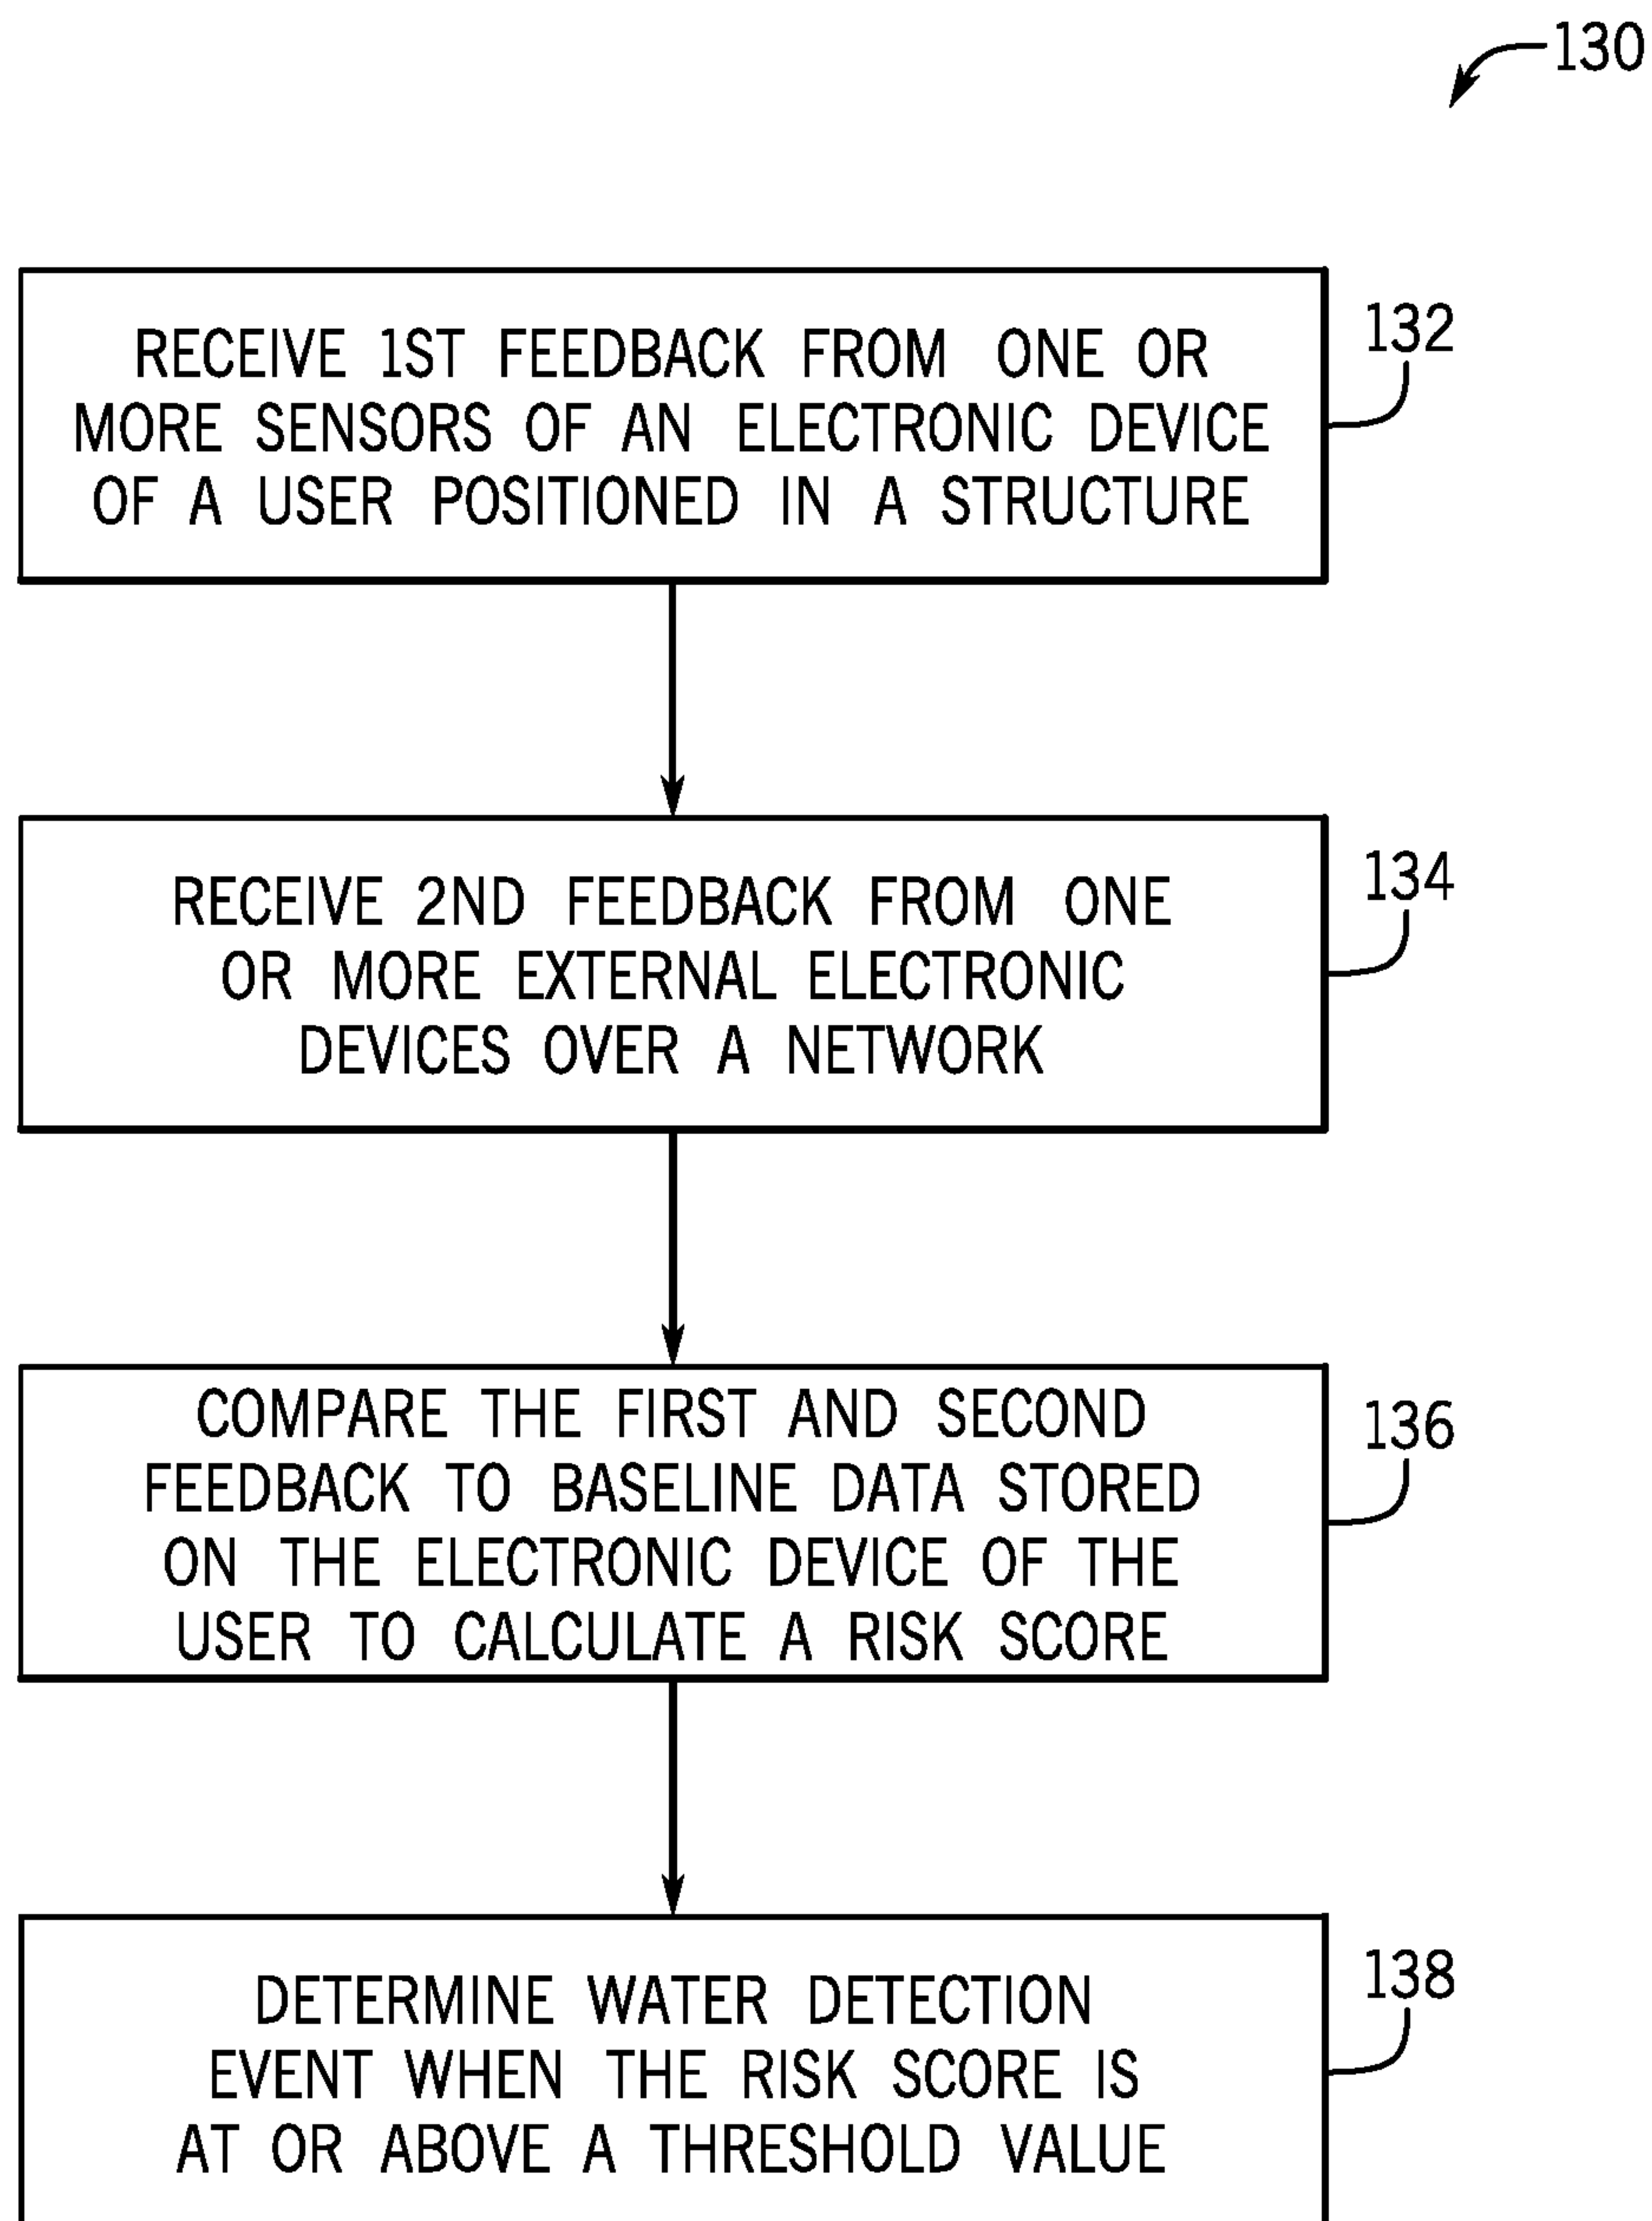 130
RECEIVE 1ST FEEDBACK FROM ONE OR
MORE SENSORS OF AN ELECTRONIC DEVICE
OF A USER POSITIONED IN A STRUCTURE
132
RECEIVE 2ND FEEDBACK FROM ONE
OR MORE EXTERNAL ELECTRONIC
DEVICES OVER A NETWORK
134
COMPARE THE FIRST AND SECOND
FEEDBACK TO BASELINE DATA STORED
ON THE ELECTRONIC DEVICE OF THE
USER TO CALCULATE A RISK SCORE
136
DETERMINE WATER DETECTION
EVENT WHEN THE RISK SCORE IS
AT OR ABOVE A THRESHOLD VALUE
138